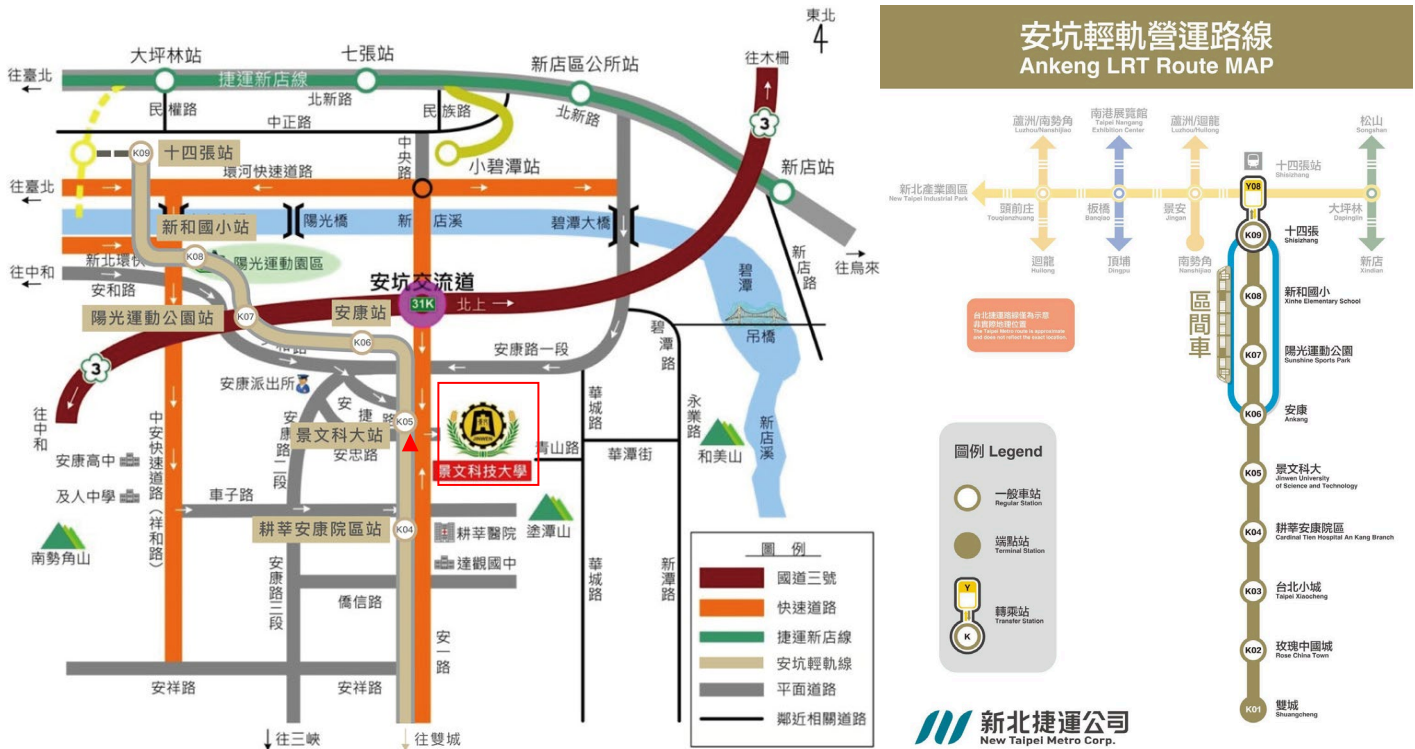 東北
4
大坪林站
七張站
新店區公所站
往木柵
往臺北
捷運新店線
民權路
北新路
民族路
北新路
中正路
3
K09
十四張站
中央路
小碧潭站
新店站
環河快速道路
往臺北
新和國小站
陽光橋
新店溪
碧潭大橋
K08
新北環快
陽光運動園區
碧潭
新店路
往烏來
往中和
安和路
安坑交流道
31K
北上
陽光運動公園站
K07
安康站
K06
吊橋
碧潭路
安康路一段
3
安康派出所
往中和
安捷路
華城路
永業路
新店溪
K05
景文科大站
JINWEN
景文科技大學
安忠路
青山路
華潭街
和美山
安康路二段
中安快速道路(祥和路)
安康高中
及人中學
車子路
南勢角山
耕莘安康院區站
K04
耕莘醫院
塗潭山
達觀國中
華城路
新潭路
安康路三段
僑信路
安一路
安祥路
安祥路
往三峽
往雙城
圖 例
國道三號
快速道路
捷運新店線
安坑輕軌線
平面道路
鄰近相關道路
安坑輕軌營運路線
Ankeng LRT Route MAP
蘆洲/南勢角
Luzhou/Nanshijiao
南港展覽館
Taipei Nangang
Exhibition Center
蘆洲/迴龍
Luzhou/Huilong
松山
Songshan
十四張站
Shisizhang
Y08
新北產業園區
New Taipei Industrial Park
頭前庄
Touqianzhuang
板橋
Banqiao
景安
Jingan
大坪林
Dapinglin
K09
十四張
Shisizhang
迴龍
Huilong
頂埔
Dingpu
南勢角
Nanshijiao
新店
Xindian
區間車
K08
新和國小
Xinhe Elementary School
台北捷運路線僅為示意
非實際地理位置
The Taipei Metro route is approximate
and does not reflect the exact location.
K07
陽光運動公園
Sunshine Sports Park
K06
安康
Ankang
圖例 Legend
一般車站
Regular Station
端點站
Terminal Station
Y
K
轉乘站
Transfer Station
K05
景文科大
Jinwen University
of Science and Technology
K04
耕莘安康院區
Cardinal Tien Hospital An Kang Branch
K03
台北小城
Taipei Xiaocheng
K02
玫瑰中國城
Rose China Town
K01
雙城
Shuangcheng
新北捷運公司
New Taipei Metro Corp.